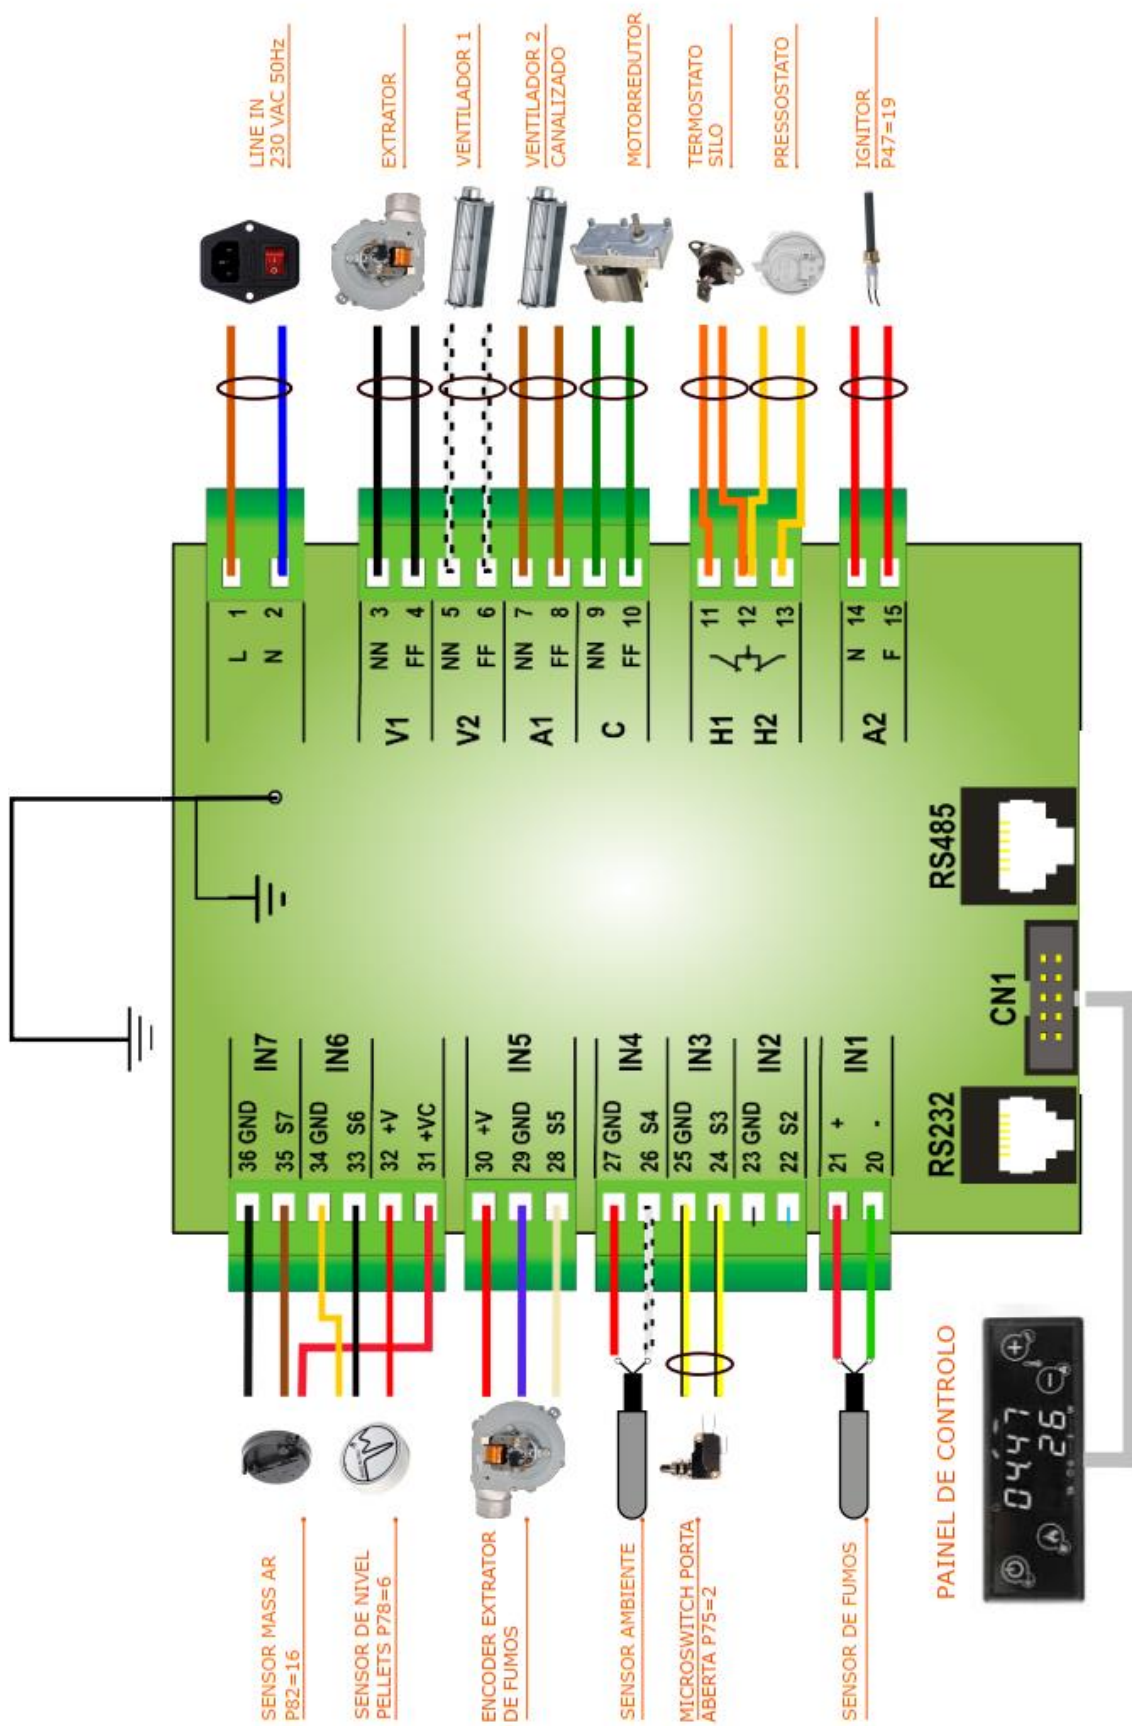 LINE IN
230 VAC 50Hz
EXTRATOR
VENTILADOR 1
VENTILADOR 2
CANALIZADO
MOTORREDUTOR
TERMOSTATO
SILO
PRESSOSTATO
IGNITOR
P47=19
L 1
N 2
NN 3
FF 4
V1
NN 5
FF 6
V2
NN 7
FF 8
A1
NN 9
FF 10
C
11
12
13
H1
H2
N 14
F 15
A2
RS485
CN1
RS232
36 GND
35 S7
IN7
34 GND
33 S6
IN6
32 +V
31 +VC
30 +V
29 GND
28 S5
IN5
27 GND
26 S4
IN4
25 GND
24 S3
IN3
23 GND
22 S2
IN2
21 +
20 -
IN1
SENSOR MASS AR
P82=16
SENSOR DE NIVEL
PELLETS P78=6
ENCODER EXTRATOR
DE FUMOS
SENSOR AMBIENTE
MICROSWITCH PORTA
ABERTA P75=2
SENSOR DE FUMOS
PAINEL DE CONTROLO
04:47
26